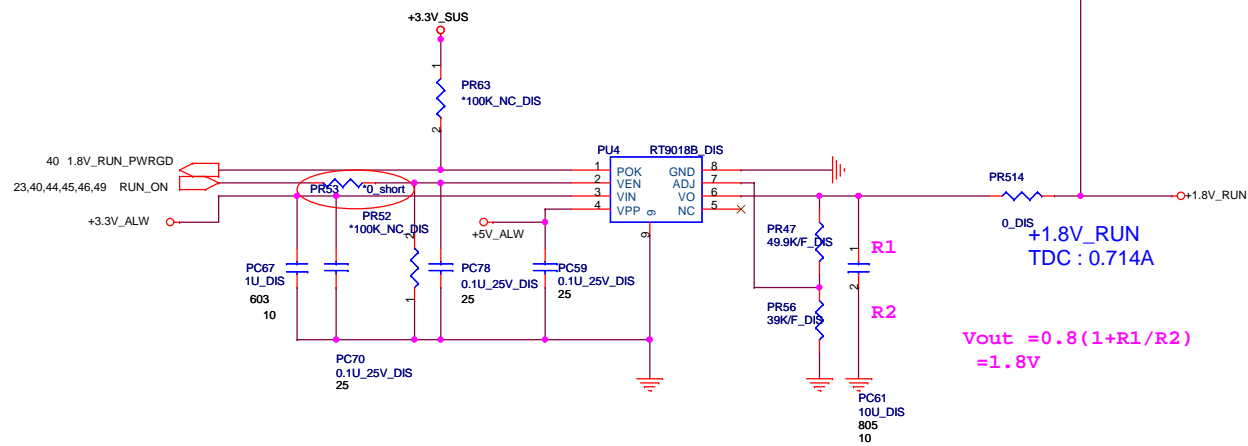 +3.3V_SUS
1
PR63
*100K_NC_DIS
2
PU4
RT9018B_DIS
40 1.8V_RUN_PWRGD
23,40,44,45,46,49 RUN_ON
+3.3V_ALW
PR53
*0_short
1
2
3
4
POK
VEN
VIN
VPP
9
GND
ADJ
VO
NC
8
7
6
5
9
PR52
*100K_NC_DIS
2
1
+5V_ALW
PC67
1U_DIS
603
10
PC70
0.1U_25V_DIS
25
PC78
0.1U_25V_DIS
25
PC59
0.1U_25V_DIS
25
PR47
49.9K/F_DIS
R1
1
2
PR56
39K/F_DIS
R2
PC61
10U_DIS
805
10
PR514
0_DIS
+1.8V_RUN
+1.8V_RUN
TDC : 0.714A
Vout =0.8(1+R1/R2)
=1.8V